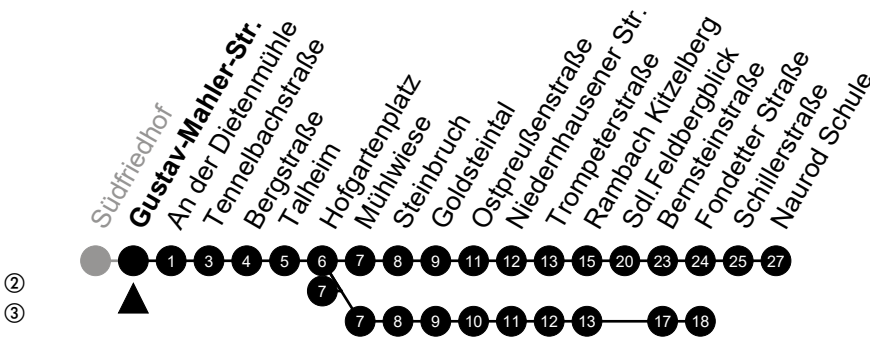 Südfriedhof
Gustav-Mahler-Str.
An der Dietenmühle
Tennelbachstraße
Bergstraße
Talheim
Hofgartenplatz
Mühlwiese
Steinbruch
Goldsteintal
Ostpreußenstraße
Niedernhausener Str.
Trompeterstraße
Rambach Kitzelberg
Sdl.Feldbergblick
Bernsteinstraße
Fondetter Straße
Schillerstraße
Naurod Schule
1 3 4 5 6 7 8 9 11 12 13 15 20 23 24 25 27
② 7
③ 7 8 9 10 11 12 13 17 18